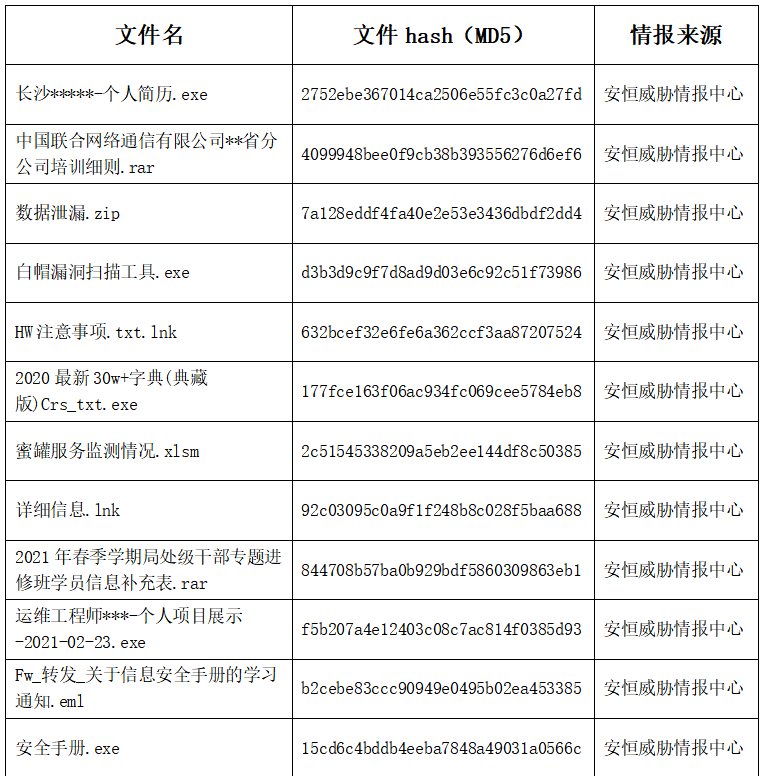 文件名 文件 hash（MD5） 情报来源
长沙*****-个人简历.exe 2752ebe367014ca2506e55fc3c0a27fd 安恒威胁情报中心
中国联合网络通信有限公司**省分
公司培训细则.rar 4099948bee0f9cb38b393556276d6ef6 安恒威胁情报中心
数据泄漏.zip 7a128eddf4fa40e2e53e3436dbdf2dd4 安恒威胁情报中心
白帽漏洞扫描工具.exe d3b3d9c9f7d8ad9d03e6c92c51f73986 安恒威胁情报中心
HW注意事项.txt.lnk 632bcef32e6fe6a362ccf3aa87207524 安恒威胁情报中心
2020最新30w+字典(典藏
版)Crs_txt.exe 177fce163f06ac934fc069cee5784eb8 安恒威胁情报中心
蜜罐服务监测情况.xlsm 2c51545338209a5eb2ee144df8c50385 安恒威胁情报中心
详细信息.lnk 92c03095c0a9f1f248b8c028f5baa688 安恒威胁情报中心
2021年春季学期局处级干部专题进
修班学员信息补充表.rar 844708b57ba0b929bdf5860309863eb1 安恒威胁情报中心
运维工程师***-个人项目展示
-2021-02-23.exe f5b207a4e12403c08c7ac814f0385d93 安恒威胁情报中心
Fw_转发_关于信息安全手册的学习
通知.eml b2cebe83ccc90949e0495b02ea453385 安恒威胁情报中心
安全手册.exe 15cd6c4bddb4eeba7848a49031a0566c 安恒威胁情报中心